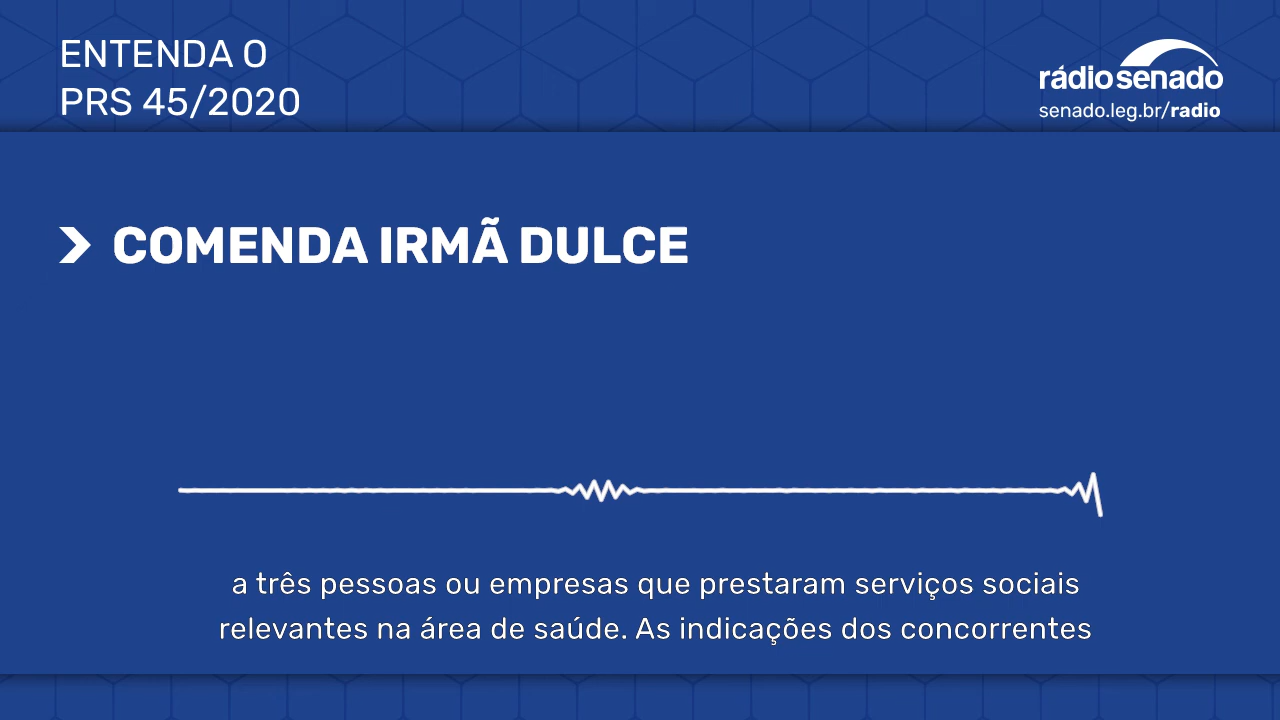 ENTENDA O
PRS 45/2020
rádio senado
senado.leg.br/radio
COMENDA IRMÃ DULCE
a três pessoas ou empresas que prestaram serviços sociais
relevantes na área de saúde. As indicações dos concorrentes